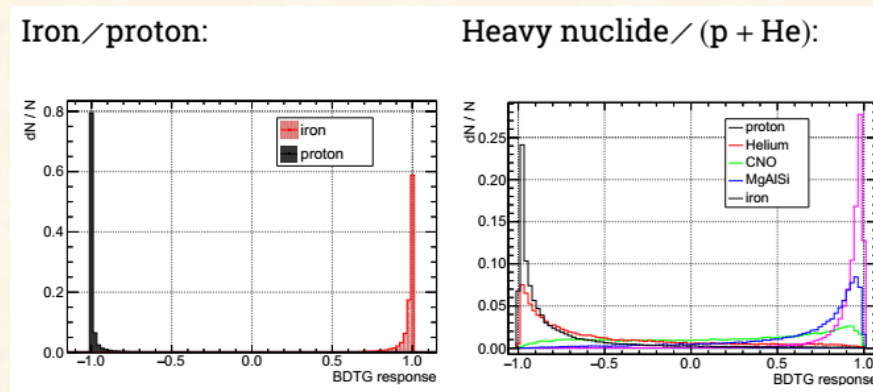 Iron/proton:
Heavy nuclide/ (p + He):
dN / N
0.8
0.6
0.4
0.2
0.0
iron
proton
−1.0 −0.5 0.0 0.5 1.0
BDTG response
dN / N
0.25
0.20
0.15
0.10
0.05
0.00
proton
Helium
CNO
MgAlSi
iron
−1.0 −0.5 0.0 0.5 1.0
BDTG response